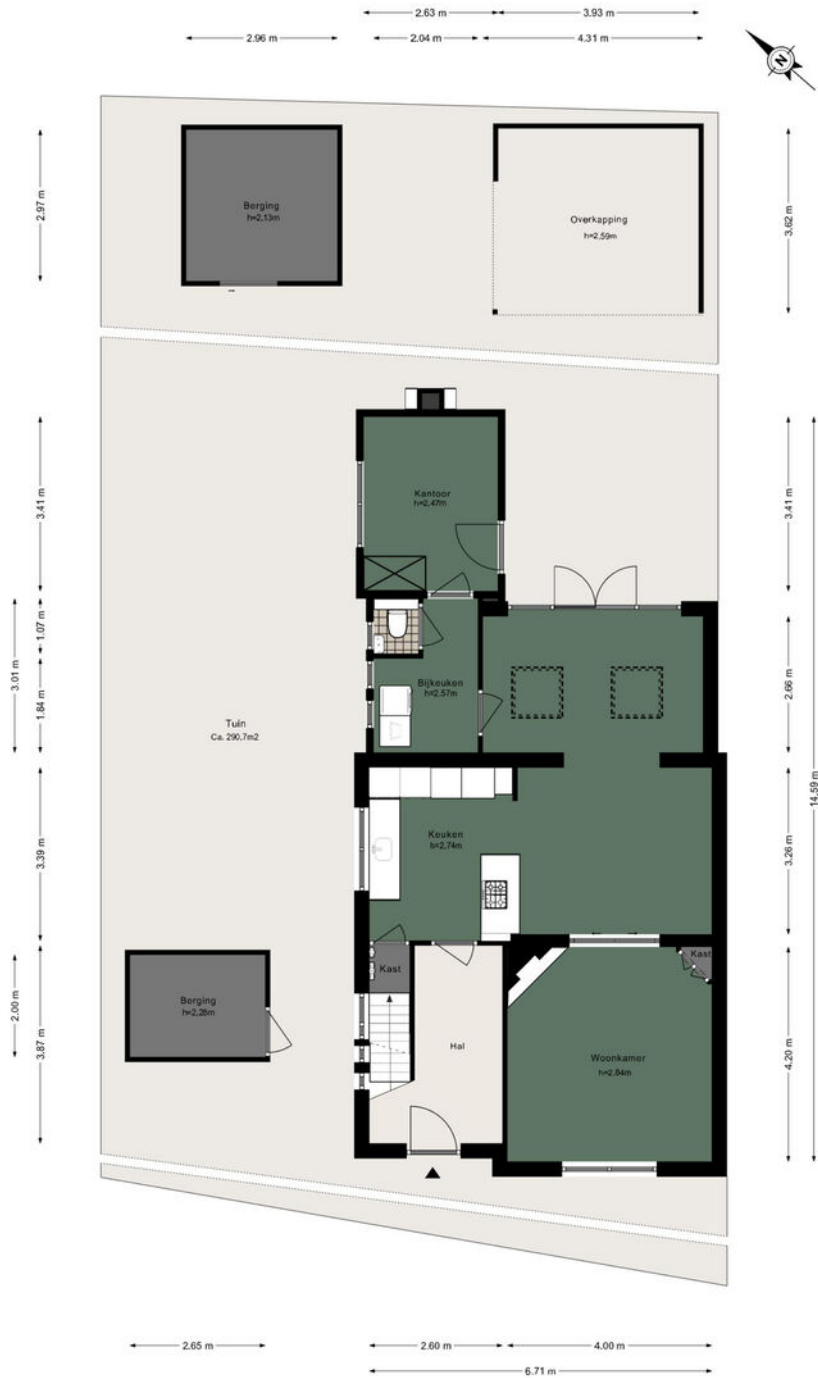 2.63 m
3.93 m
2.96 m
2.04 m
4.31 m
N
2.97 m
Berging
h=2,13m
Overkapping
h=2,59m
3.62 m
3.41 m
Kantoor
h=2,47m
3.41 m
14.59 m
3.01 m
1.07 m
1.84 m
Bijkeuken
h=2,57m
2.66 m
Tuin
Ca. 290,7m2
3.39 m
Keuken
h=2,74m
3.26 m
Kast
Kast
2.00 m
3.87 m
Berging
h=2,28m
Hal
Woonkamer
h=2,84m
4.20 m
2.65 m
2.60 m
4.00 m
6.71 m